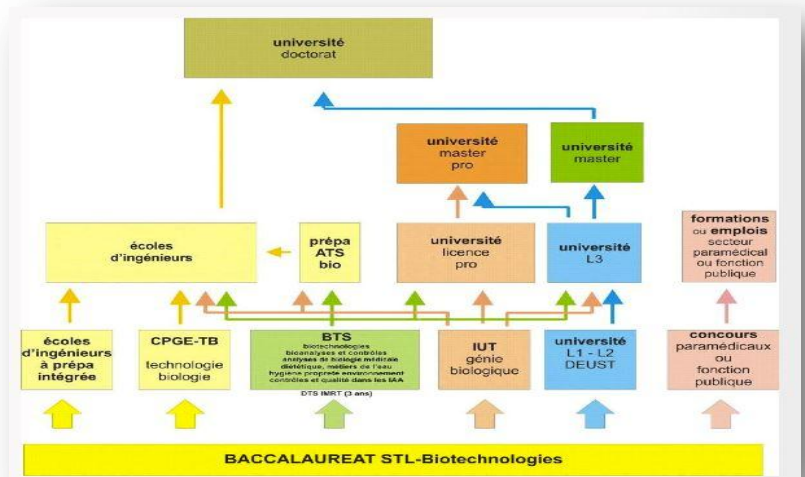 université
doctorat
université
master
pro
université
master
écoles
d'ingénieurs
prépa
ATS
bio
université
licence
pro
université
L3
formations
ou emplois
secteur
paramédical
ou fonction
publique
écoles
d'ingénieurs
à prépa
intégrée
CPGE-TB
technologie
biologie
BTS
biotechnologies
bioanalyses et contrôles
analyses de biologie médicale
diététique, métiers de l'eau
hygiène propreté environnement
contrôles et qualité dans les IAA
DTS IMRT (3 ans)
IUT
génie
biologique
université
L1 - L2
DEUST
concours
paramédicaux
ou
fonction
publique
BACCALAUREAT STL-Biotechnologies